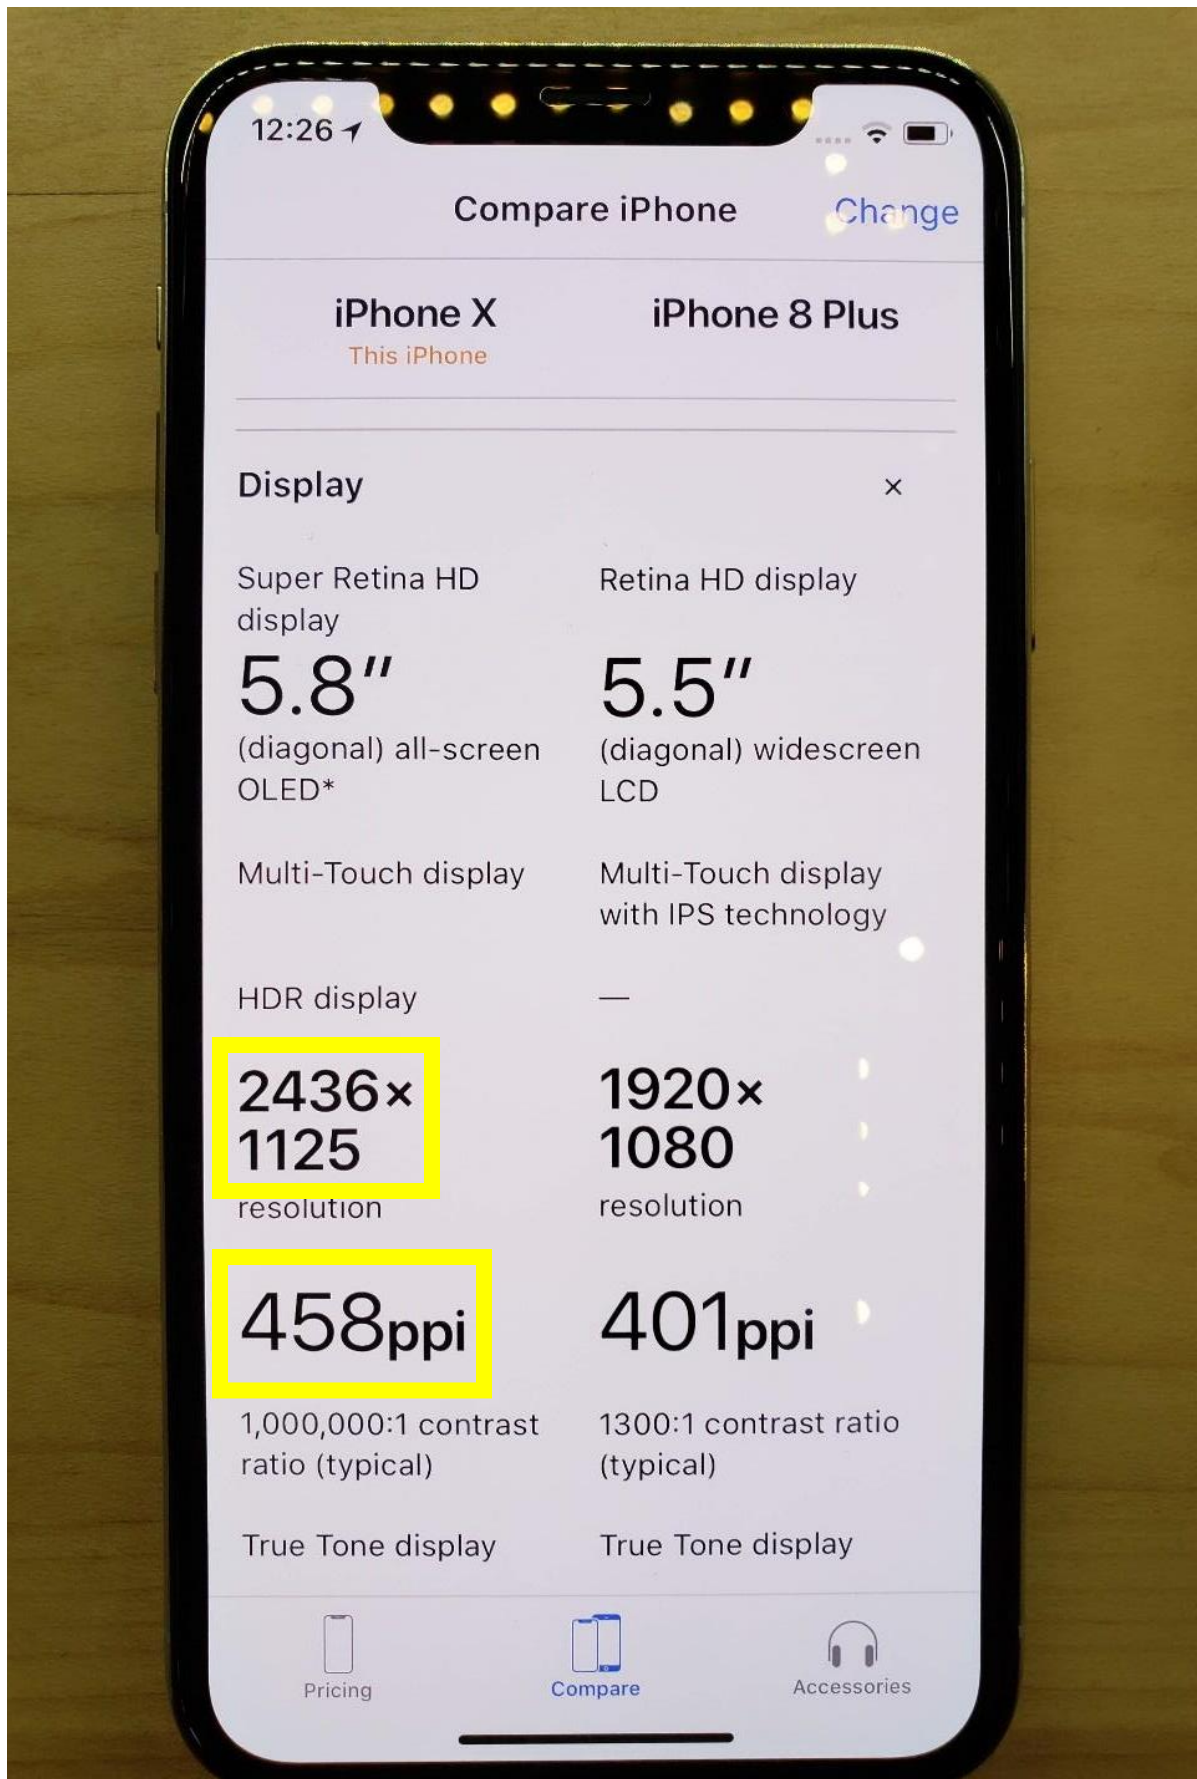 12:26
Compare iPhone
Change
iPhone X
iPhone 8 Plus
This iPhone
Display
×
Super Retina HD
display
Retina HD display
5.8″
5.5″
(diagonal) all-screen
OLED*
(diagonal) widescreen
LCD
Multi-Touch display
Multi-Touch display
with IPS technology
HDR display
—
2436×
1125
resolution
1920×
1080
resolution
458ppi
401ppi
1,000,000:1 contrast
ratio (typical)
1300:1 contrast ratio
(typical)
True Tone display
True Tone display
Pricing
Compare
Accessories